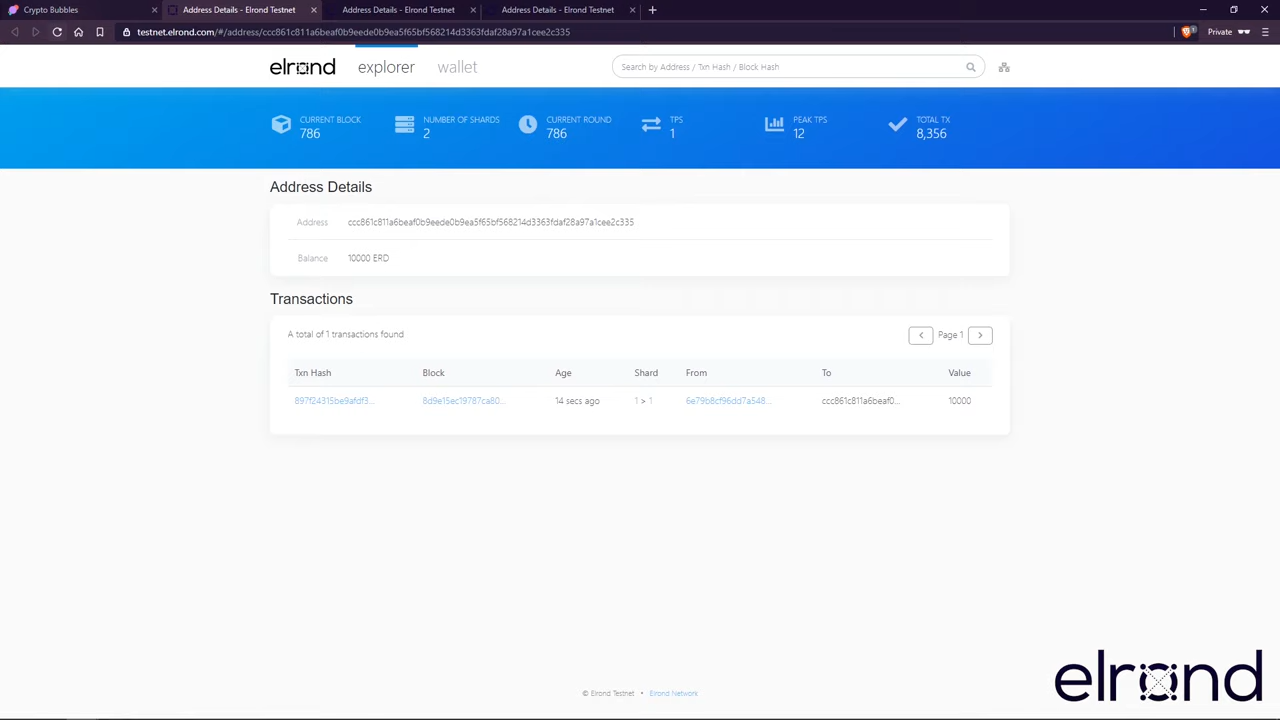 Crypto Bubbles
Address Details - Elrond Testnet
Address Details - Elrond Testnet
Address Details - Elrond Testnet
testnet.elrond.com/#/address/ccc861c811a6beaf0b9eede0b9ea5f65bf568214d3363fdaf28a97a1cee2c335
1
Private
elrond
explorer
wallet
Search by Address / Txn Hash / Block Hash
CURRENT BLOCK
786
NUMBER OF SHARDS
2
CURRENT ROUND
786
TPS
1
PEAK TPS
12
TOTAL TX
8,356
Address Details
Address ccc861c811a6beaf0b9eede0b9ea5f65bf568214d3363fdaf28a97a1cee2c335
Balance 10000 ERD
Transactions
A total of 1 transactions found
Page 1
Txn Hash Block Age Shard From To Value
897f24315be9afdf3... 8d9e15ec19787ca80... 14 secs ago 1 > 1 6e79b8cf96dd7a548... ccc861c811a6beaf0... 10000
© Elrond Testnet • Elrond Network
elrond